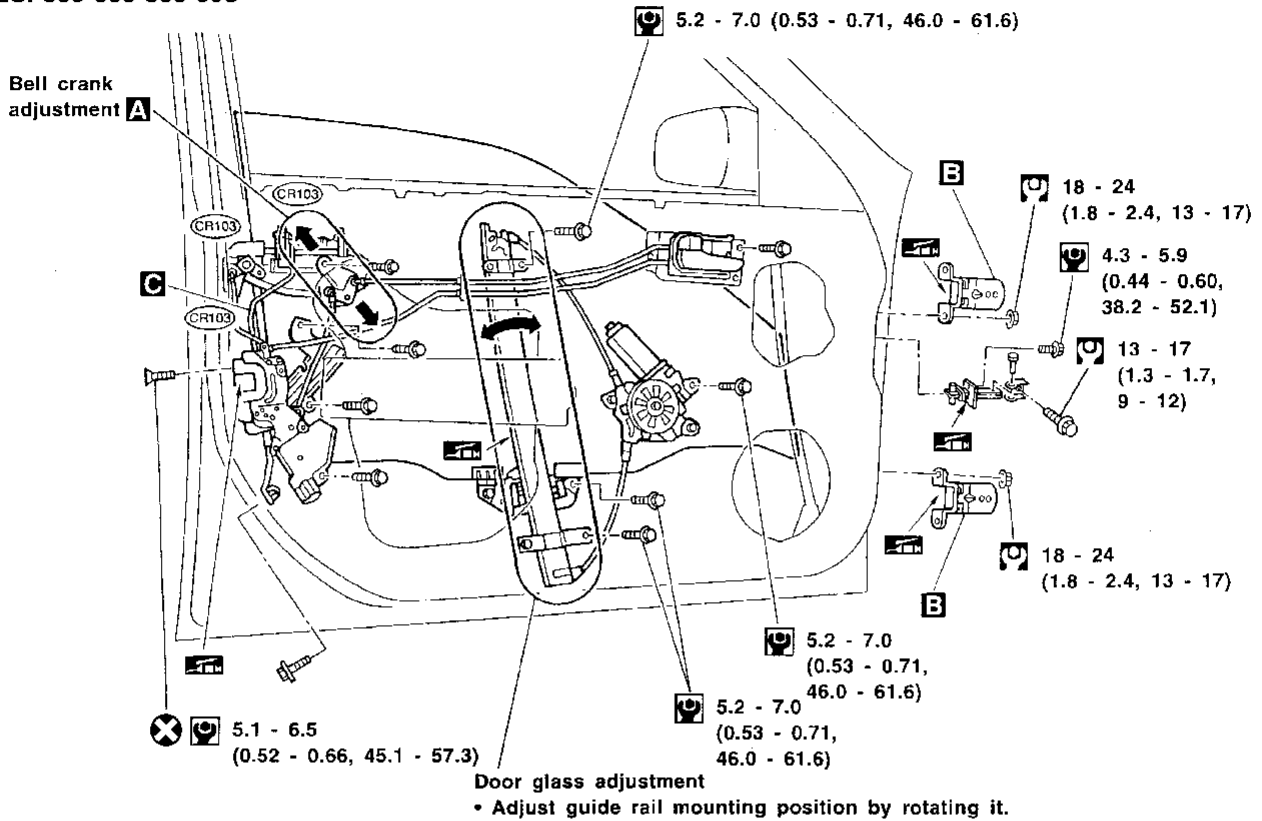 5.2 - 7.0 (0.53 - 0.71, 46.0 - 61.6)
Bell crank
adjustment A
B
18 - 24
(1.8 - 2.4, 13 - 17)
CR103
CR103
4.3 - 5.9
(0.44 - 0.60,
38.2 - 52.1)
C
CR103
13 - 17
(1.3 - 1.7,
9 - 12)
18 - 24
(1.8 - 2.4, 13 - 17)
B
5.2 - 7.0
(0.53 - 0.71,
46.0 - 61.6)
5.2 - 7.0
(0.53 - 0.71,
46.0 - 61.6)
5.1 - 6.5
(0.52 - 0.66, 45.1 - 57.3)
Door glass adjustment
• Adjust guide rail mounting position by rotating it.